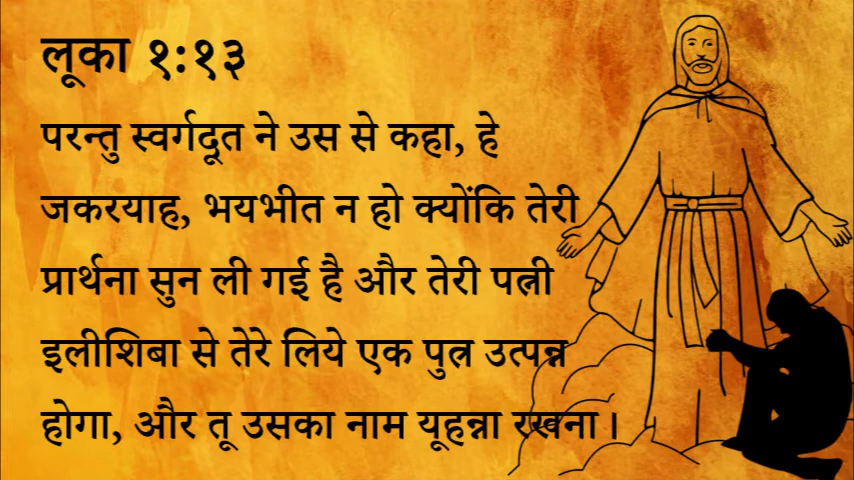 लूका १:१३
परन्तु स्वर्गदूत ने उस से कहा, हे
जकरयाह, भयभीत न हो क्योंकि तेरी
प्रार्थना सुन ली गई है और तेरी पत्नी
इलीशिबा से तेरे लिये एक पुत्र उत्पन्न
होगा, और तू उसका नाम यूहन्ना रखना।